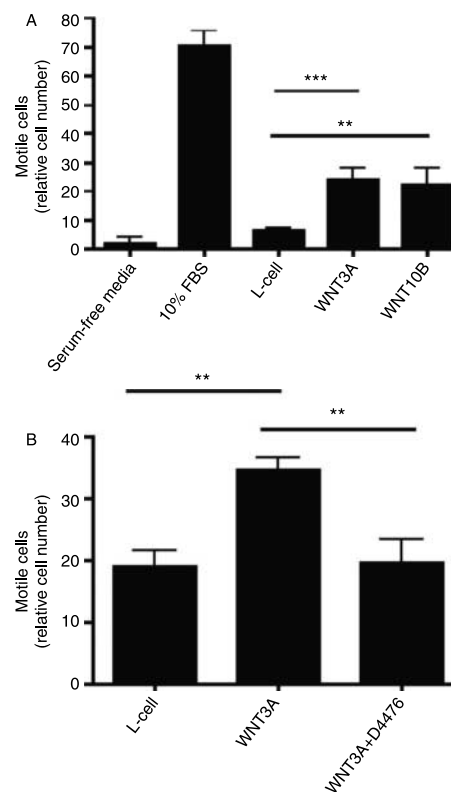 A
Motile cells
(relative cell number)
80
70
60
50
40
30
20
10
0
***
**
Serum-free media
10% FBS
L-cell
WNT3A
WNT10B
B
Motile cells
(relative cell number)
40
30
20
10
0
**
**
L-cell
WNT3A
WNT3A+D4476